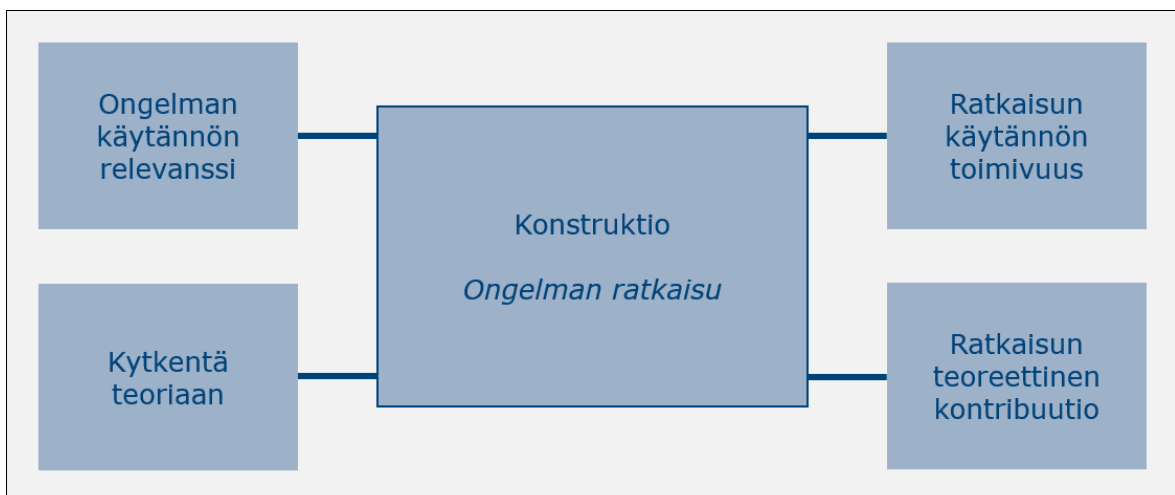 Ongelman
käytännön
relevanssi
Kytkentä
teoriaan
Konstruktio
Ongelman ratkaisu
Ratkaisun
käytännön
toimivuus
Ratkaisun
teoreettinen
kontribuutio